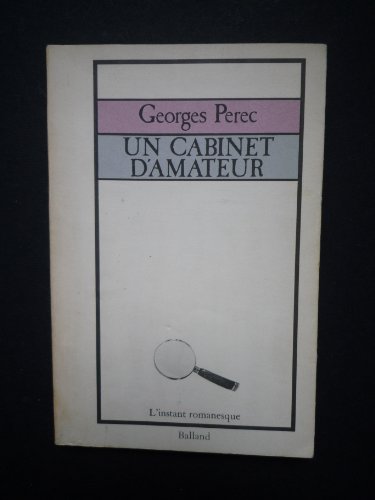 Georges Perec
UN CABINET
D'AMATEUR
L'instant romanesque
Balland